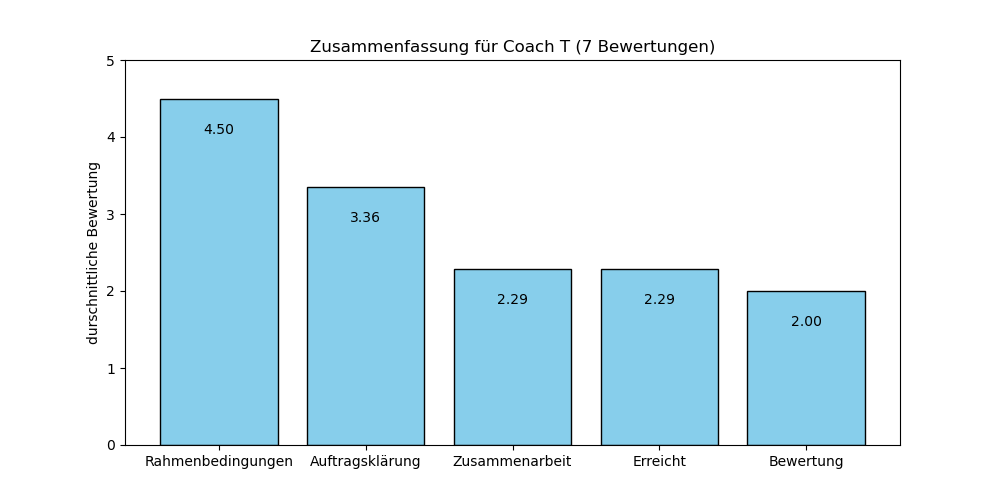 Zusammenfassung für Coach T (7 Bewertungen)
durschnittliche Bewertung
5
4
3
2
1
0
4.50
3.36
2.29
2.29
2.00
Rahmenbedingungen
Auftragsklärung
Zusammenarbeit
Erreicht
Bewertung